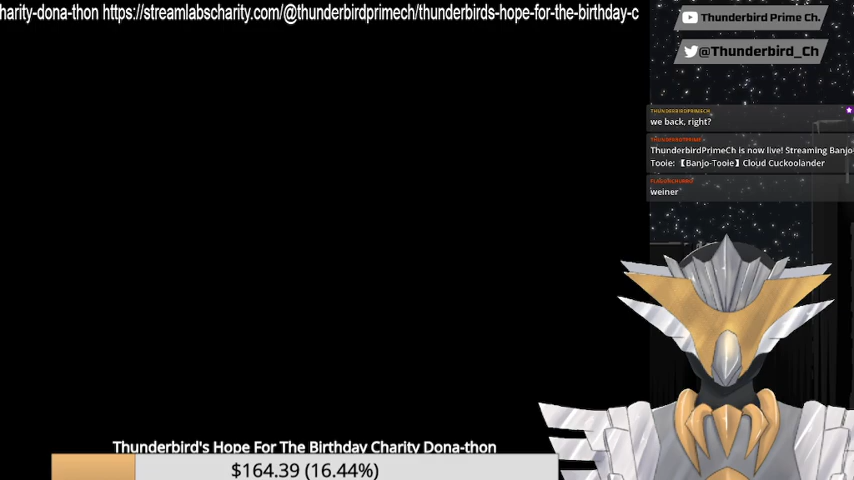 harity-dona-thon https://streamlabscharity.com/@thunderbirdprimech/thunderbirds-hope-for-the-birthday-c
Thunderbird Prime Ch.
@Thunderbird_Ch
THUNDERBIRDPRIMECH
we back, right?
ThunderbirdPrimeCh is now live! Streaming Banjo-
Tooie: 【Banjo-Tooie】Cloud Cuckoolander
weiner
Thunderbird's Hope For The Birthday Charity Dona-thon
$164.39 (16.44%)